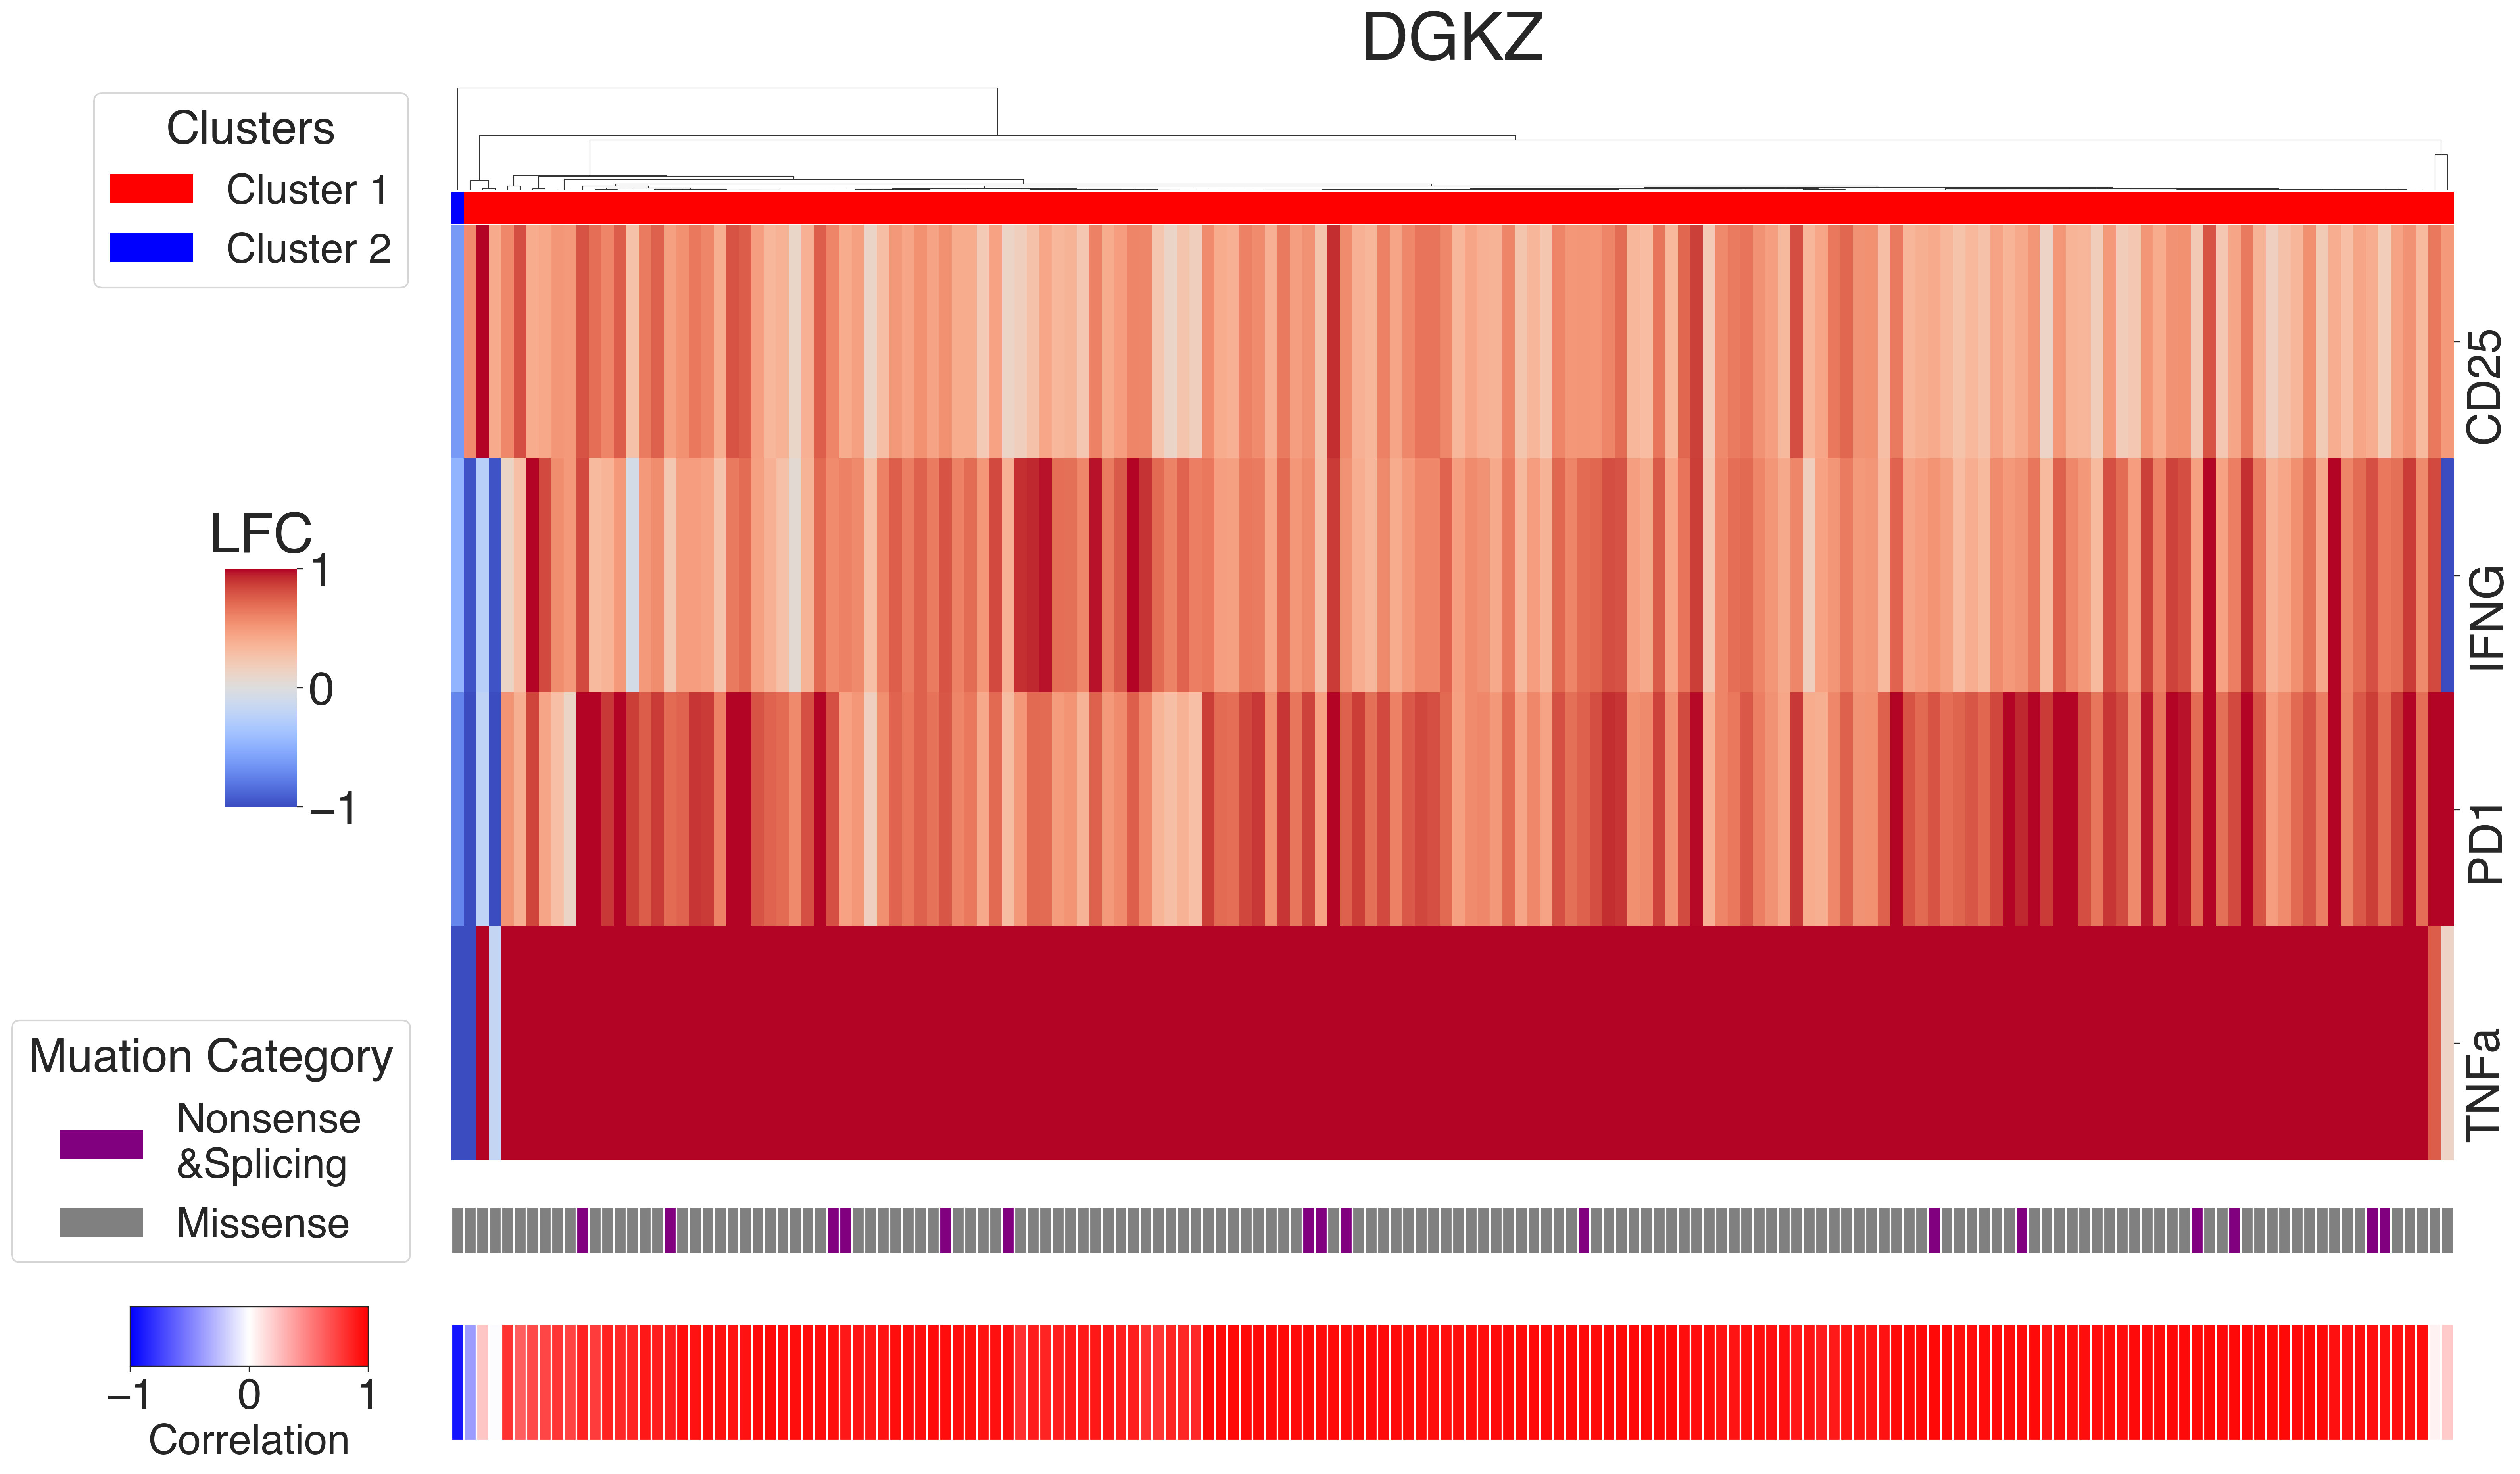 DGKZ
Clusters
Cluster 1
Cluster 2
LFC
1
0
−1
CD25
IFNG
PD1
TNFa
Muation Category
Nonsense
&Splicing
Missense
−1 0 1
Correlation